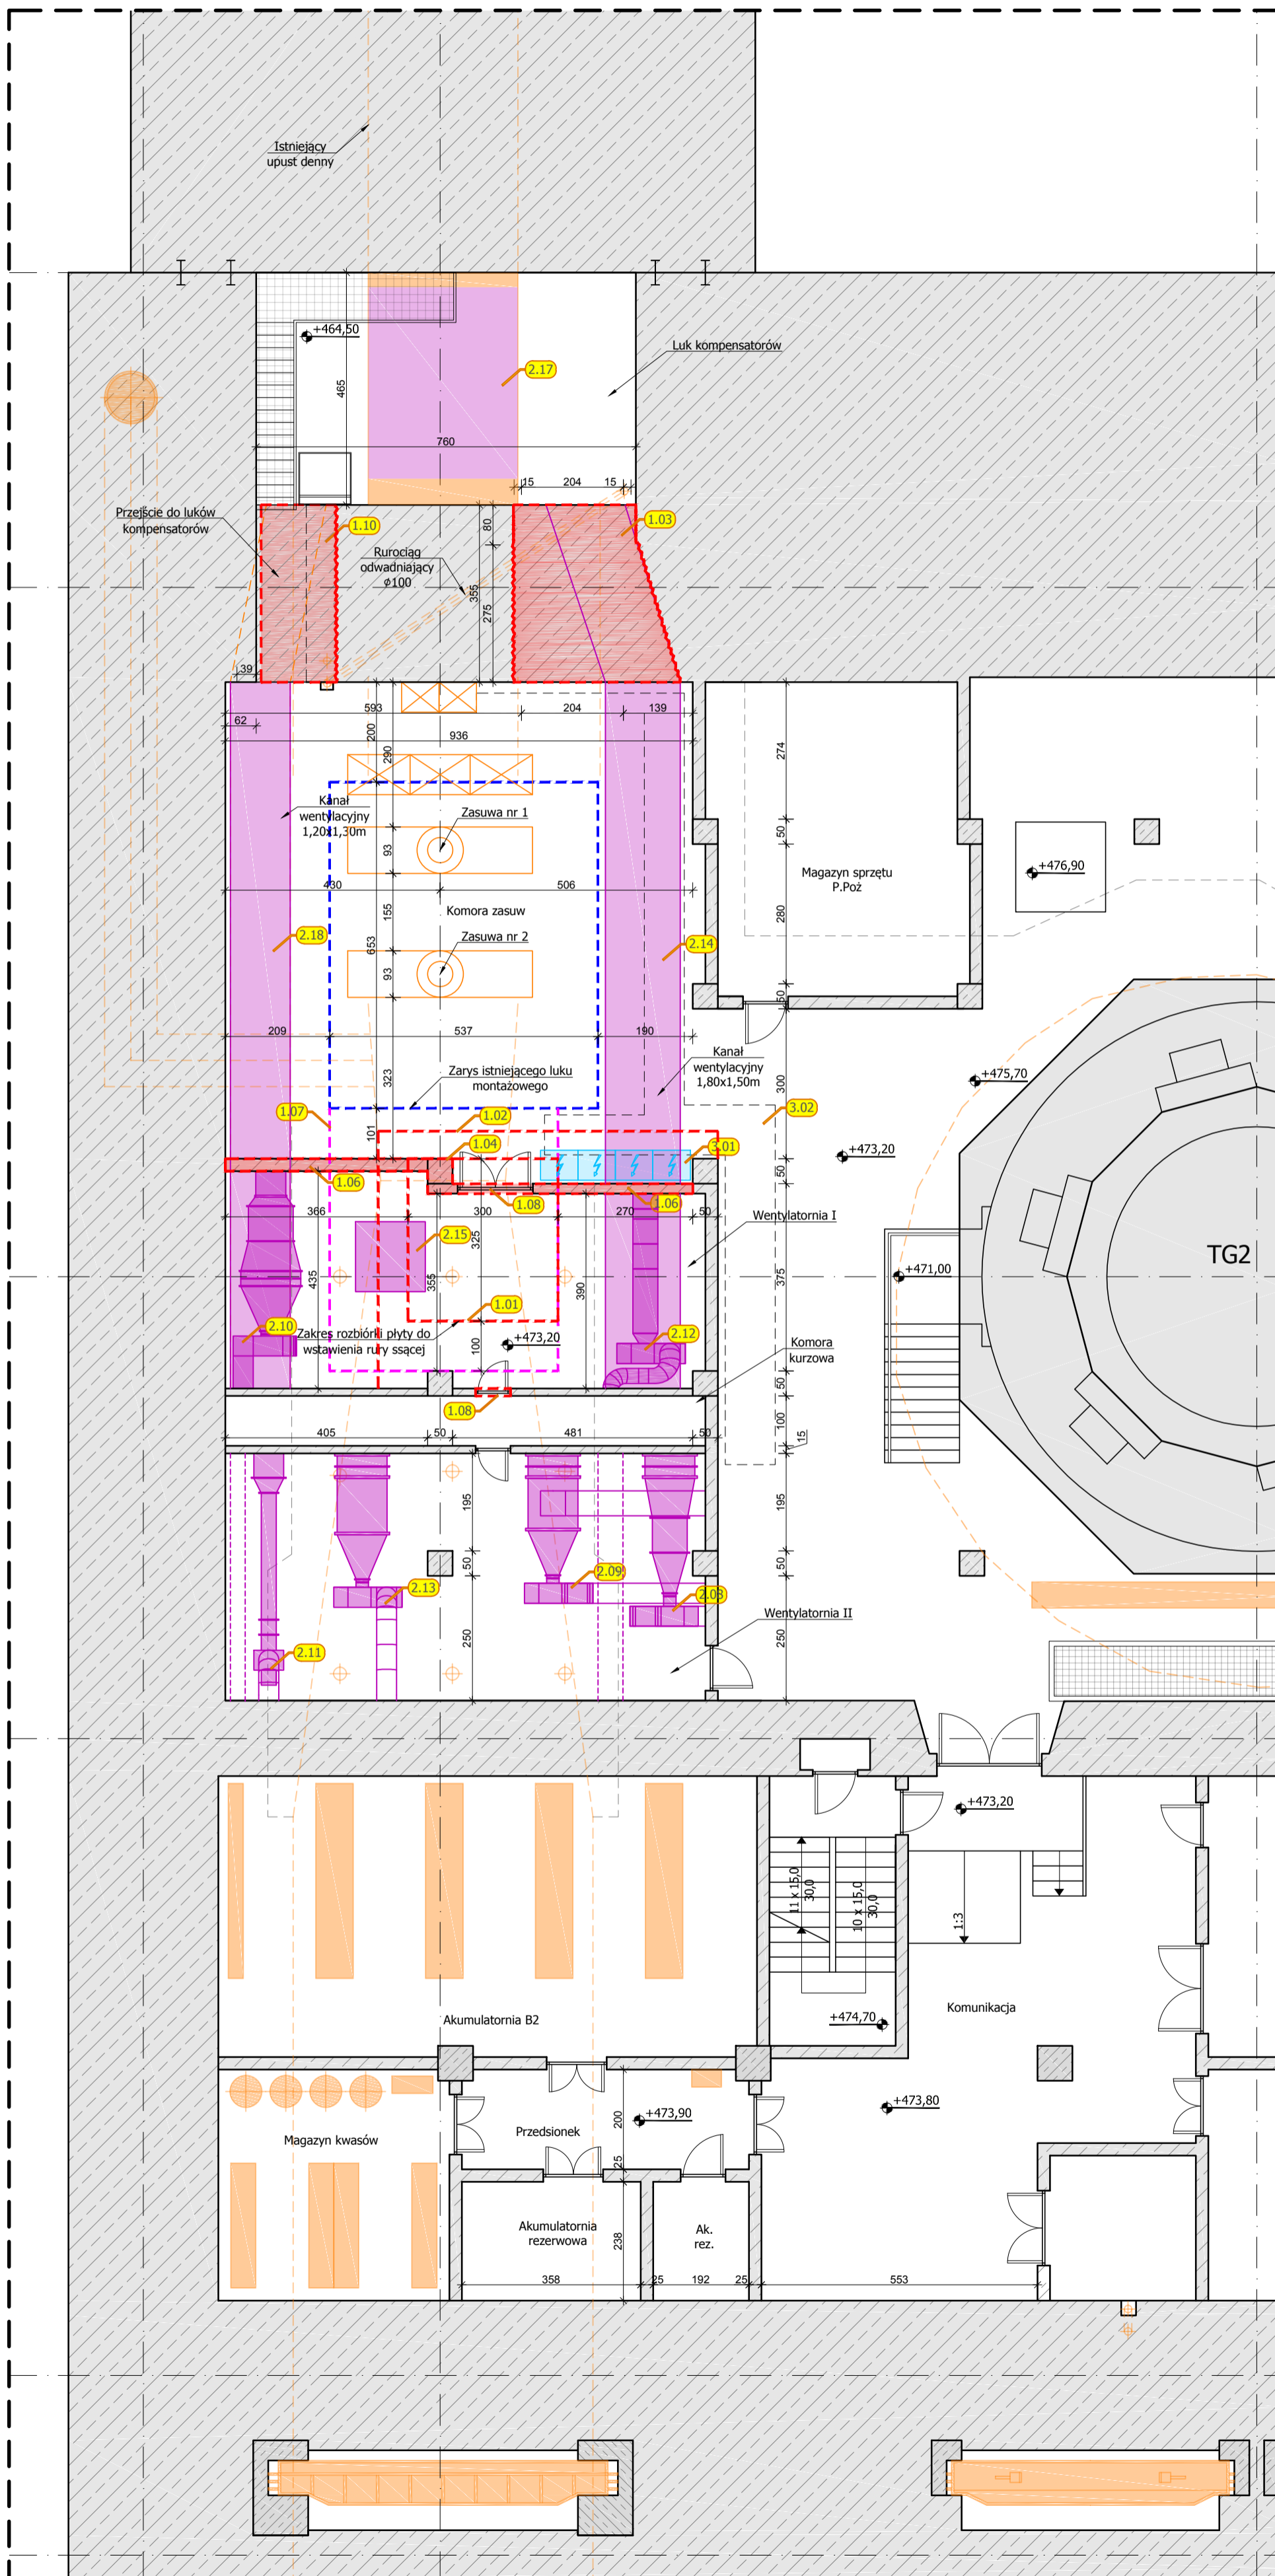 Istniejący
upust denny
+464,50
Luk kompensatorów
2.17
465
760
15
204
15
Przejście do luków
kompensatorów
1.10
1.03
80
Rurociąg
odwadniający
ϕ100
355
275
39
593
204
139
62
200
936
290
274
Kanał
wentylacyjny
1,20x1,30m
Zasuwa nr 1
50
+476,90
93
Magazyn sprzętu
P.Poż
430
506
155
Komora zasuw
280
653
2.18
Zasuwa nr 2
2.14
93
50
209
537
190
Kanał
wentylacyjny
1,80x1,50m
Zarys istniejącego luku
montażowego
323
300
+475,70
1.07
1.02
3.02
101
1.04
3.01
+473,20
1.06
50
1.08
1.06
366
300
270
50
Wentylatornia I
2.15
325
TG2
435
355
390
375
+471,00
1.01
2.10
Zakres rozbiórki płyty do
wstawienia rury ssącej
+473,20
2.12
100
Komora
kurzowa
50
1.08
100
405
50
481
50
15
195
195
50
50
2.13
2.09
2.08
Wentylatornia II
250
250
2.11
+473,20
11 x 15,0
30,0
10 x 15,0
30,0
1:3
Akumulatornia B2
+474,70
Komunikacja
+473,90
+473,80
200
Magazyn kwasów
Przedsionek
25
Akumulatornia
rezerwowa
Ak.
rez.
238
358
25
192
25
553